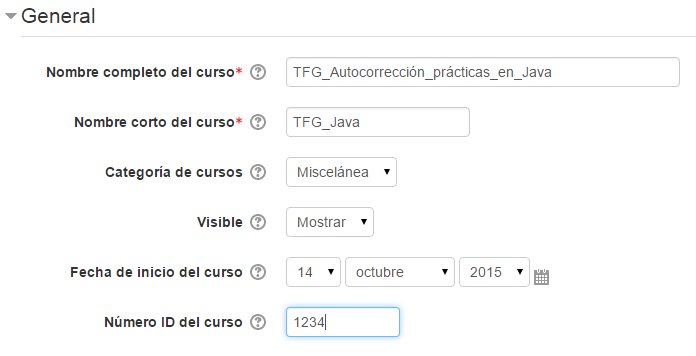 General
Nombre completo del curso* TFG_Autocorrección_prácticas_en_Java
Nombre corto del curso* TFG_Java
Categoría de cursos Miscelánea
Visible Mostrar
Fecha de inicio del curso 14 octubre 2015
Número ID del curso 1234